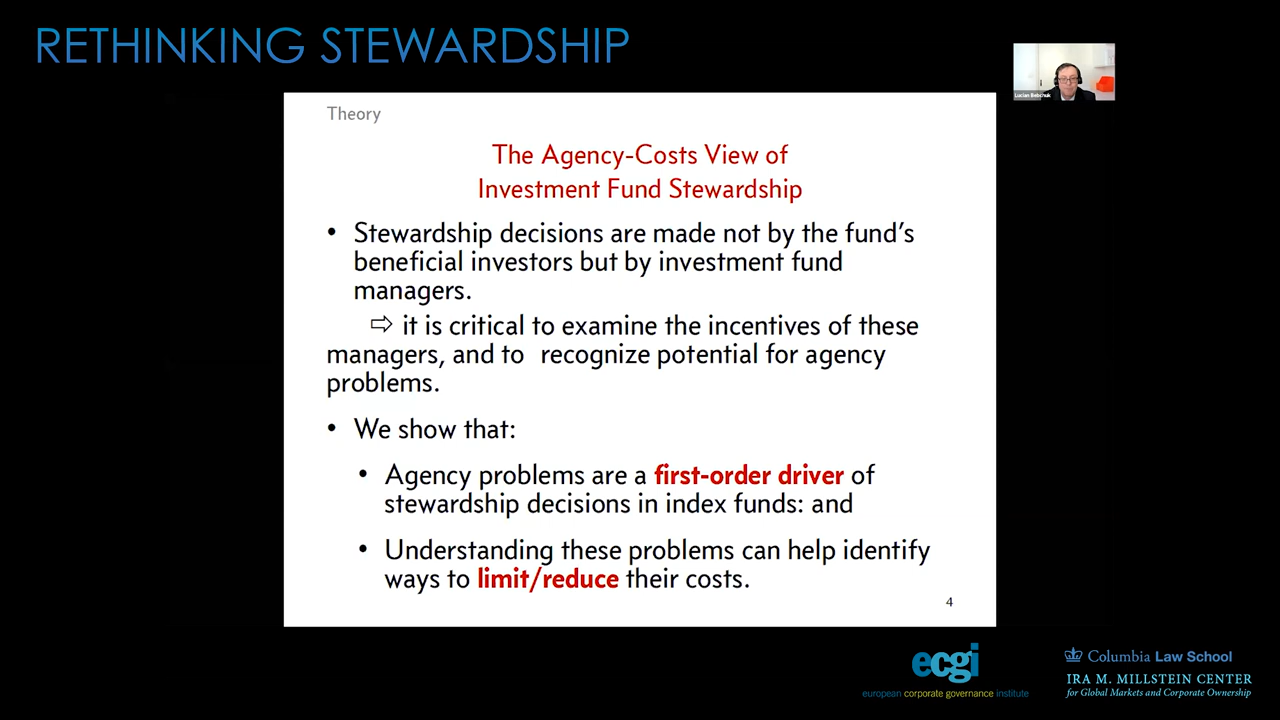 RETHINKING STEWARDSHIP
Lucian Bebchuk
Theory
The Agency-Costs View of
Investment Fund Stewardship
• Stewardship decisions are made not by the fund's
beneficial investors but by investment fund
managers.
⇨ it is critical to examine the incentives of these
managers, and to recognize potential for agency
problems.
• We show that:
• Agency problems are a first-order driver of
stewardship decisions in index funds: and
• Understanding these problems can help identify
ways to limit/reduce their costs.
4
ecgi
european corporate governance institute
Columbia Law School
IRA M. MILLSTEIN CENTER
for Global Markets and Corporate Ownership